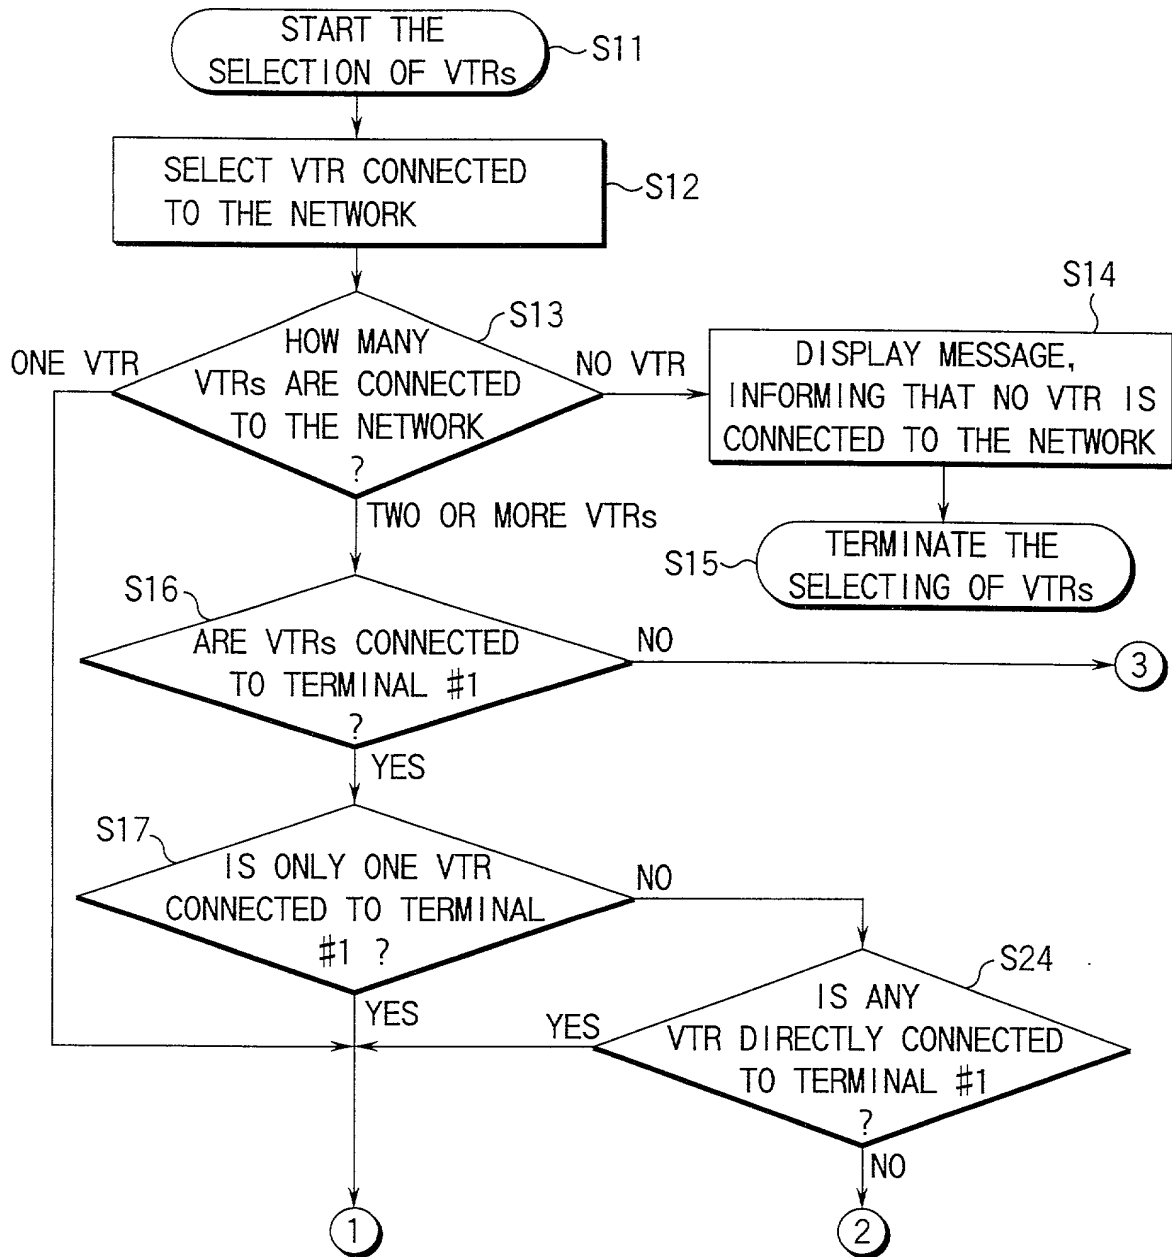 START THE
SELECTION OF VTRs
S11
SELECT VTR CONNECTED
TO THE NETWORK
S12
HOW MANY
VTRs ARE CONNECTED
TO THE NETWORK
?
S13
ONE VTR
NO VTR
S14
DISPLAY MESSAGE,
INFORMING THAT NO VTR IS
CONNECTED TO THE NETWORK
TWO OR MORE VTRs
S15
TERMINATE THE
SELECTING OF VTRs
S16
ARE VTRs CONNECTED
TO TERMINAL #1
?
NO
3
YES
S17
IS ONLY ONE VTR
CONNECTED TO TERMINAL
#1 ?
NO
YES
S24
IS ANY
VTR DIRECTLY CONNECTED
TO TERMINAL #1
?
YES
NO
1
2